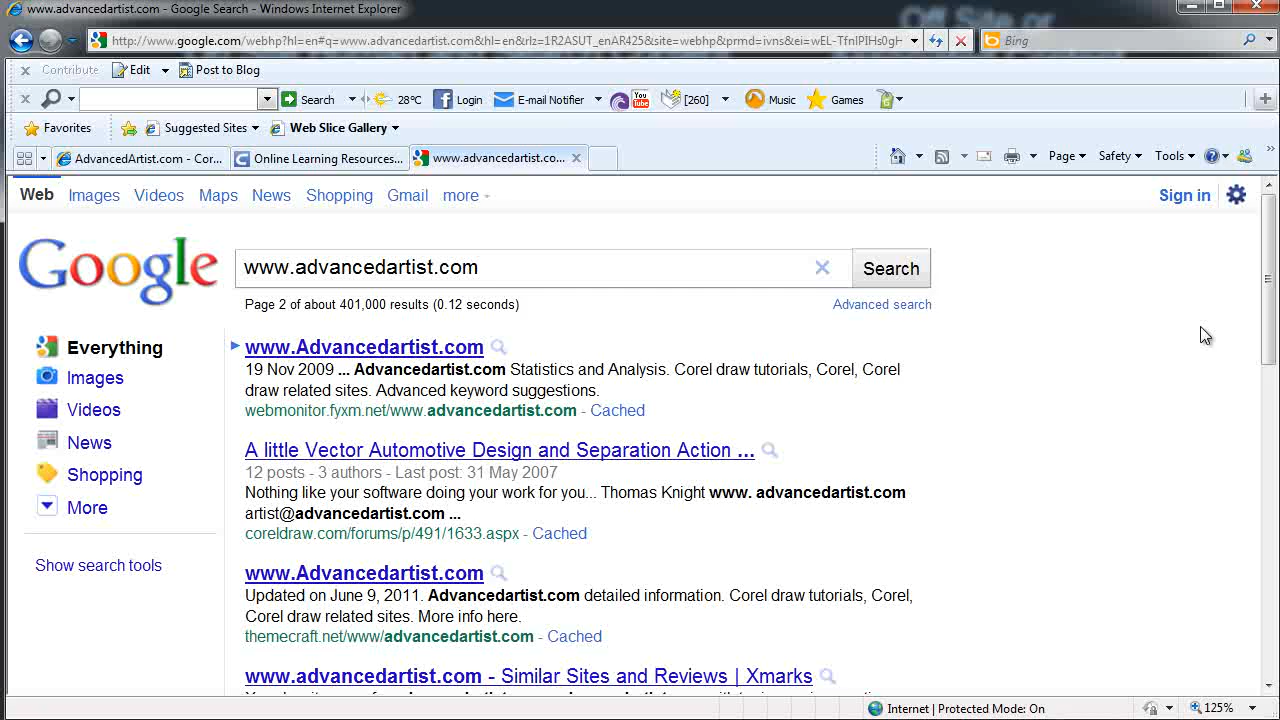 www.advancedartist.com - Google Search - Windows Internet Explorer
Off Site or
http://www.google.com/webhp?hl=en#q=www.advancedartist.com&hl=en&rlz=1R2ASUT_enAR425&site=webhp&prmd=ivns&ei=wEL-TfnIPIHs0gH
Bing
Contribute Edit Post to Blog
Search 28°C Login E-mail Notifier You Tube [260] Music Games
Favorites Suggested Sites Web Slice Gallery
AdvancedArtist.com - Cor... Online Learning Resources... www.advancedartist.co... Page Safety Tools
Web Images Videos Maps News Shopping Gmail more Sign in
Google www.advancedartist.com Search
Page 2 of about 401,000 results (0.12 seconds) Advanced search
Everything
Images
Videos
News
Shopping
More
Show search tools
www.Advancedartist.com
19 Nov 2009 ... Advancedartist.com Statistics and Analysis. Corel draw tutorials, Corel, Corel
draw related sites. Advanced keyword suggestions.
webmonitor.fyxm.net/www.advancedartist.com - Cached
A little Vector Automotive Design and Separation Action ...
12 posts - 3 authors - Last post: 31 May 2007
Nothing like your software doing your work for you... Thomas Knight www. advancedartist.com
artist@advancedartist.com ...
coreldraw.com/forums/p/491/1633.aspx - Cached
www.Advancedartist.com
Updated on June 9, 2011. Advancedartist.com detailed information. Corel draw tutorials, Corel,
Corel draw related sites. More info here.
themecraft.net/www/advancedartist.com - Cached
www.advancedartist.com - Similar Sites and Reviews | Xmarks
Internet | Protected Mode: On 125%